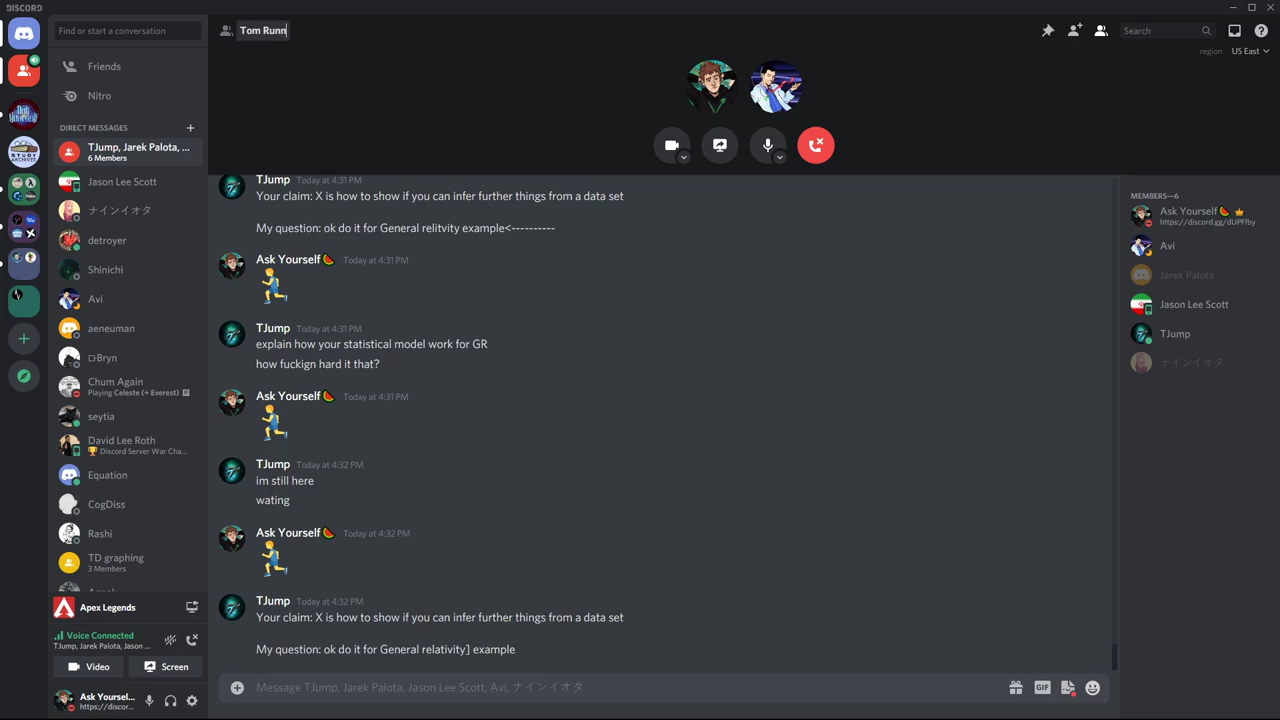 DISCORD
Find or start a conversation
Friends
Nitro
DIRECT MESSAGES
TJump, Jarek Palota, ...
6 Members
Jason Lee Scott
ナインイオタ
detroyer
Shinichi
Avi
aeneuman
ㅁBryn
Chum Again
Playing Celeste (+ Everest)
seytia
David Lee Roth
Discord Server War Cha...
Equation
CogDiss
Rashi
TD graphing
3 Members
Apex Legends
Voice Connected
TJump, Jarek Palota, Jason ...
Video
Screen
Ask Yoursel...
https://discor...
Tom Runn
Search
region
US East
TJump Today at 4:31 PM
Your claim: X is how to show if you can infer further things from a data set
My question: ok do it for General relitvity example<----------
Ask Yourself🍉 Today at 4:31 PM
TJump Today at 4:31 PM
explain how your statistical model work for GR
how fuckign hard it that?
Ask Yourself🍉 Today at 4:31 PM
TJump Today at 4:32 PM
im still here
wating
Ask Yourself🍉 Today at 4:32 PM
TJump Today at 4:32 PM
Your claim: X is how to show if you can infer further things from a data set
My question: ok do it for General relativity] example
Message TJump, Jarek Palota, Jason Lee Scott, Avi, ナインイオタ
GIF
MEMBERS—6
Ask Yourself🍉
https://discord.gg/dUPFfby
Avi
Jarek Palota
Jason Lee Scott
TJump
ナインイオタ